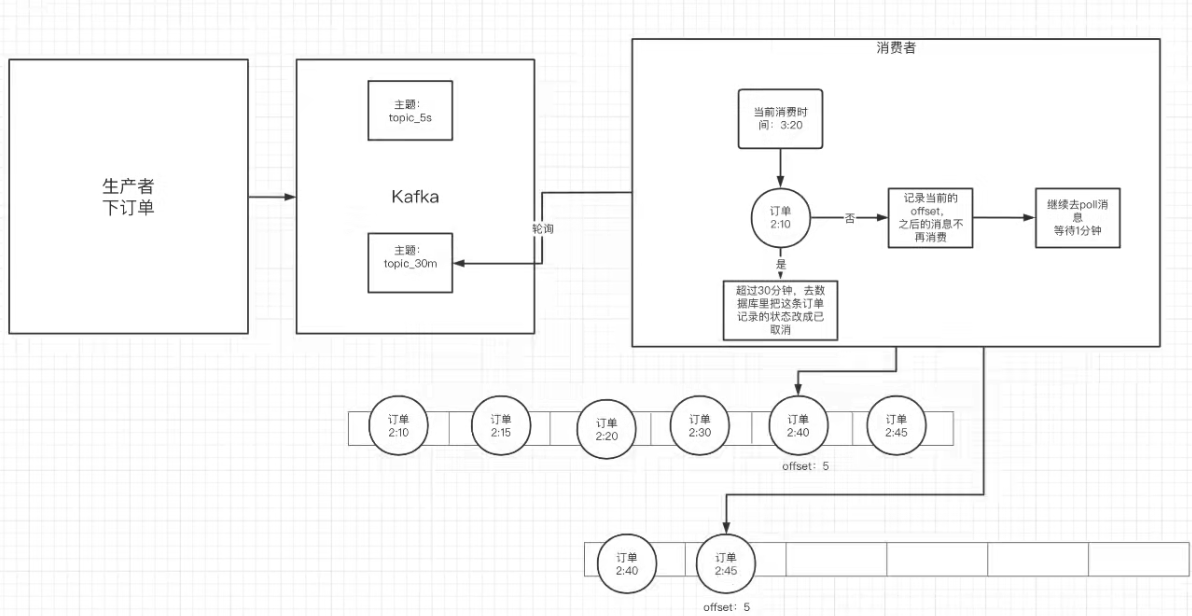 生产者
下订单
主题：
topic_5s
Kafka
主题：
topic_30m
轮询
消费者
当前消费时
间：3:20
订单
2:10
否
记录当前的
offset，
之后的消息不
再消费
继续去poll消
息
等待1分钟
是
超过30分钟，去数
据库里把这条订单
记录的状态改成已
取消
订单
2:10
订单
2:15
订单
2:20
订单
2:30
订单
2:40
订单
2:45
offset：5
订单
2:40
订单
2:45
offset：5